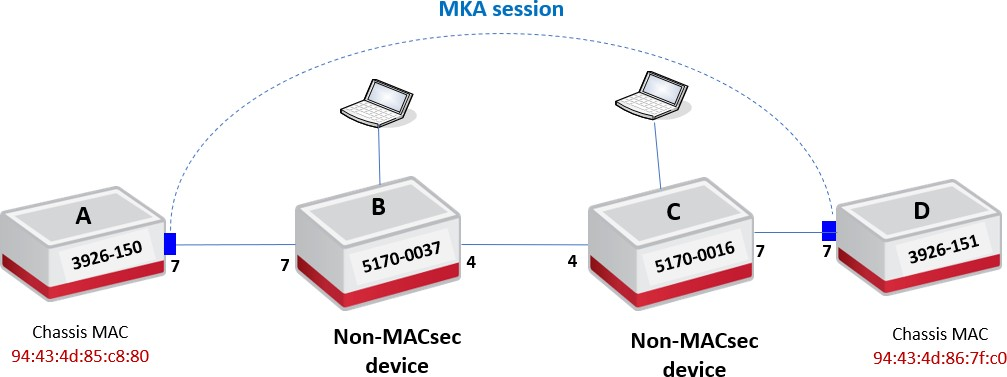 MKA session
A
3926-150
7
B
5170-0037
7
4
C
5170-0016
4
7
D
3926-151
7
Chassis MAC
94:43:4d:85:c8:80
Non-MACsec
device
Non-MACsec
device
Chassis MAC
94:43:4d:86:7f:c0